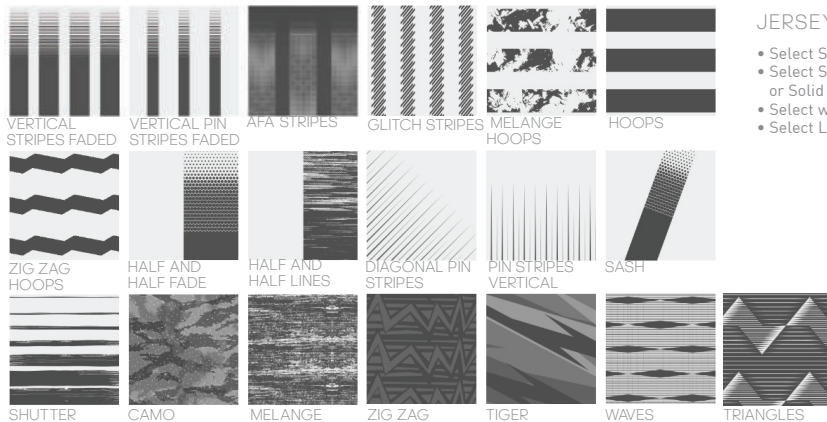 VERTICAL
STRIPES FADED
VERTICAL PIN
STRIPES FADED
AFA STRIPES
GLITCH STRIPES
MELANGE
HOOPS
HOOPS
JERSEY
• Select S
• Select S
or Solid
• Select w
• Select L
ZIG ZAG
HOOPS
HALF AND
HALF FADE
HALF AND
HALF LINES
DIAGONAL PIN
STRIPES
PIN STRIPES
VERTICAL
SASH
SHUTTER
CAMO
MELANGE
ZIG ZAG
TIGER
WAVES
TRIANGLES